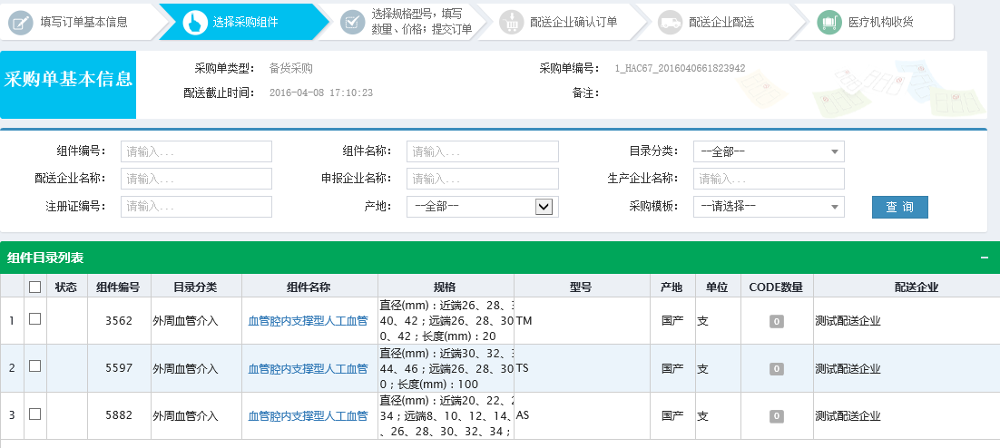 填写订单基本信息
选择采购组件
选择规格型号，填写
数量、价格；提交订单
配送企业确认订单
配送企业配送
医疗机构收货
采购单基本信息
采购单类型： 备货采购 采购单编号： 1_HAC67_2016040661823942
配送截止时间： 2016-04-08 17:10:23 备注：
组件编号： 请输入... 组件名称： 请输入... 目录分类： --全部--
配送企业名称： 请输入... 申报企业名称： 请输入... 生产企业名称： 请输入...
注册证编号： 请输入... 产地： --全部-- 采购模板： --请选择-- 查 询
组件目录列表
状态 组件编号 目录分类 组件名称 规格 型号 产地 单位 CODE数量 配送企业
1 3562 外周血管介入 血管腔内支撑型人工血管 直径(mm)：近端26、28、
40、42；远端26、28、30
0、42；长度(mm)：20 TM 国产 支 0 测试配送企业
2 5597 外周血管介入 血管腔内支撑型人工血管 直径(mm)：近端30、32、
44、46；远端26、28、30
0；长度(mm)：100 TS 国产 支 0 测试配送企业
3 5882 外周血管介入 血管腔内支撑型人工血管 直径(mm)：近端20、22、
34；远端8、10、12、14、
、26、28、30、32、34； AS 国产 支 0 测试配送企业